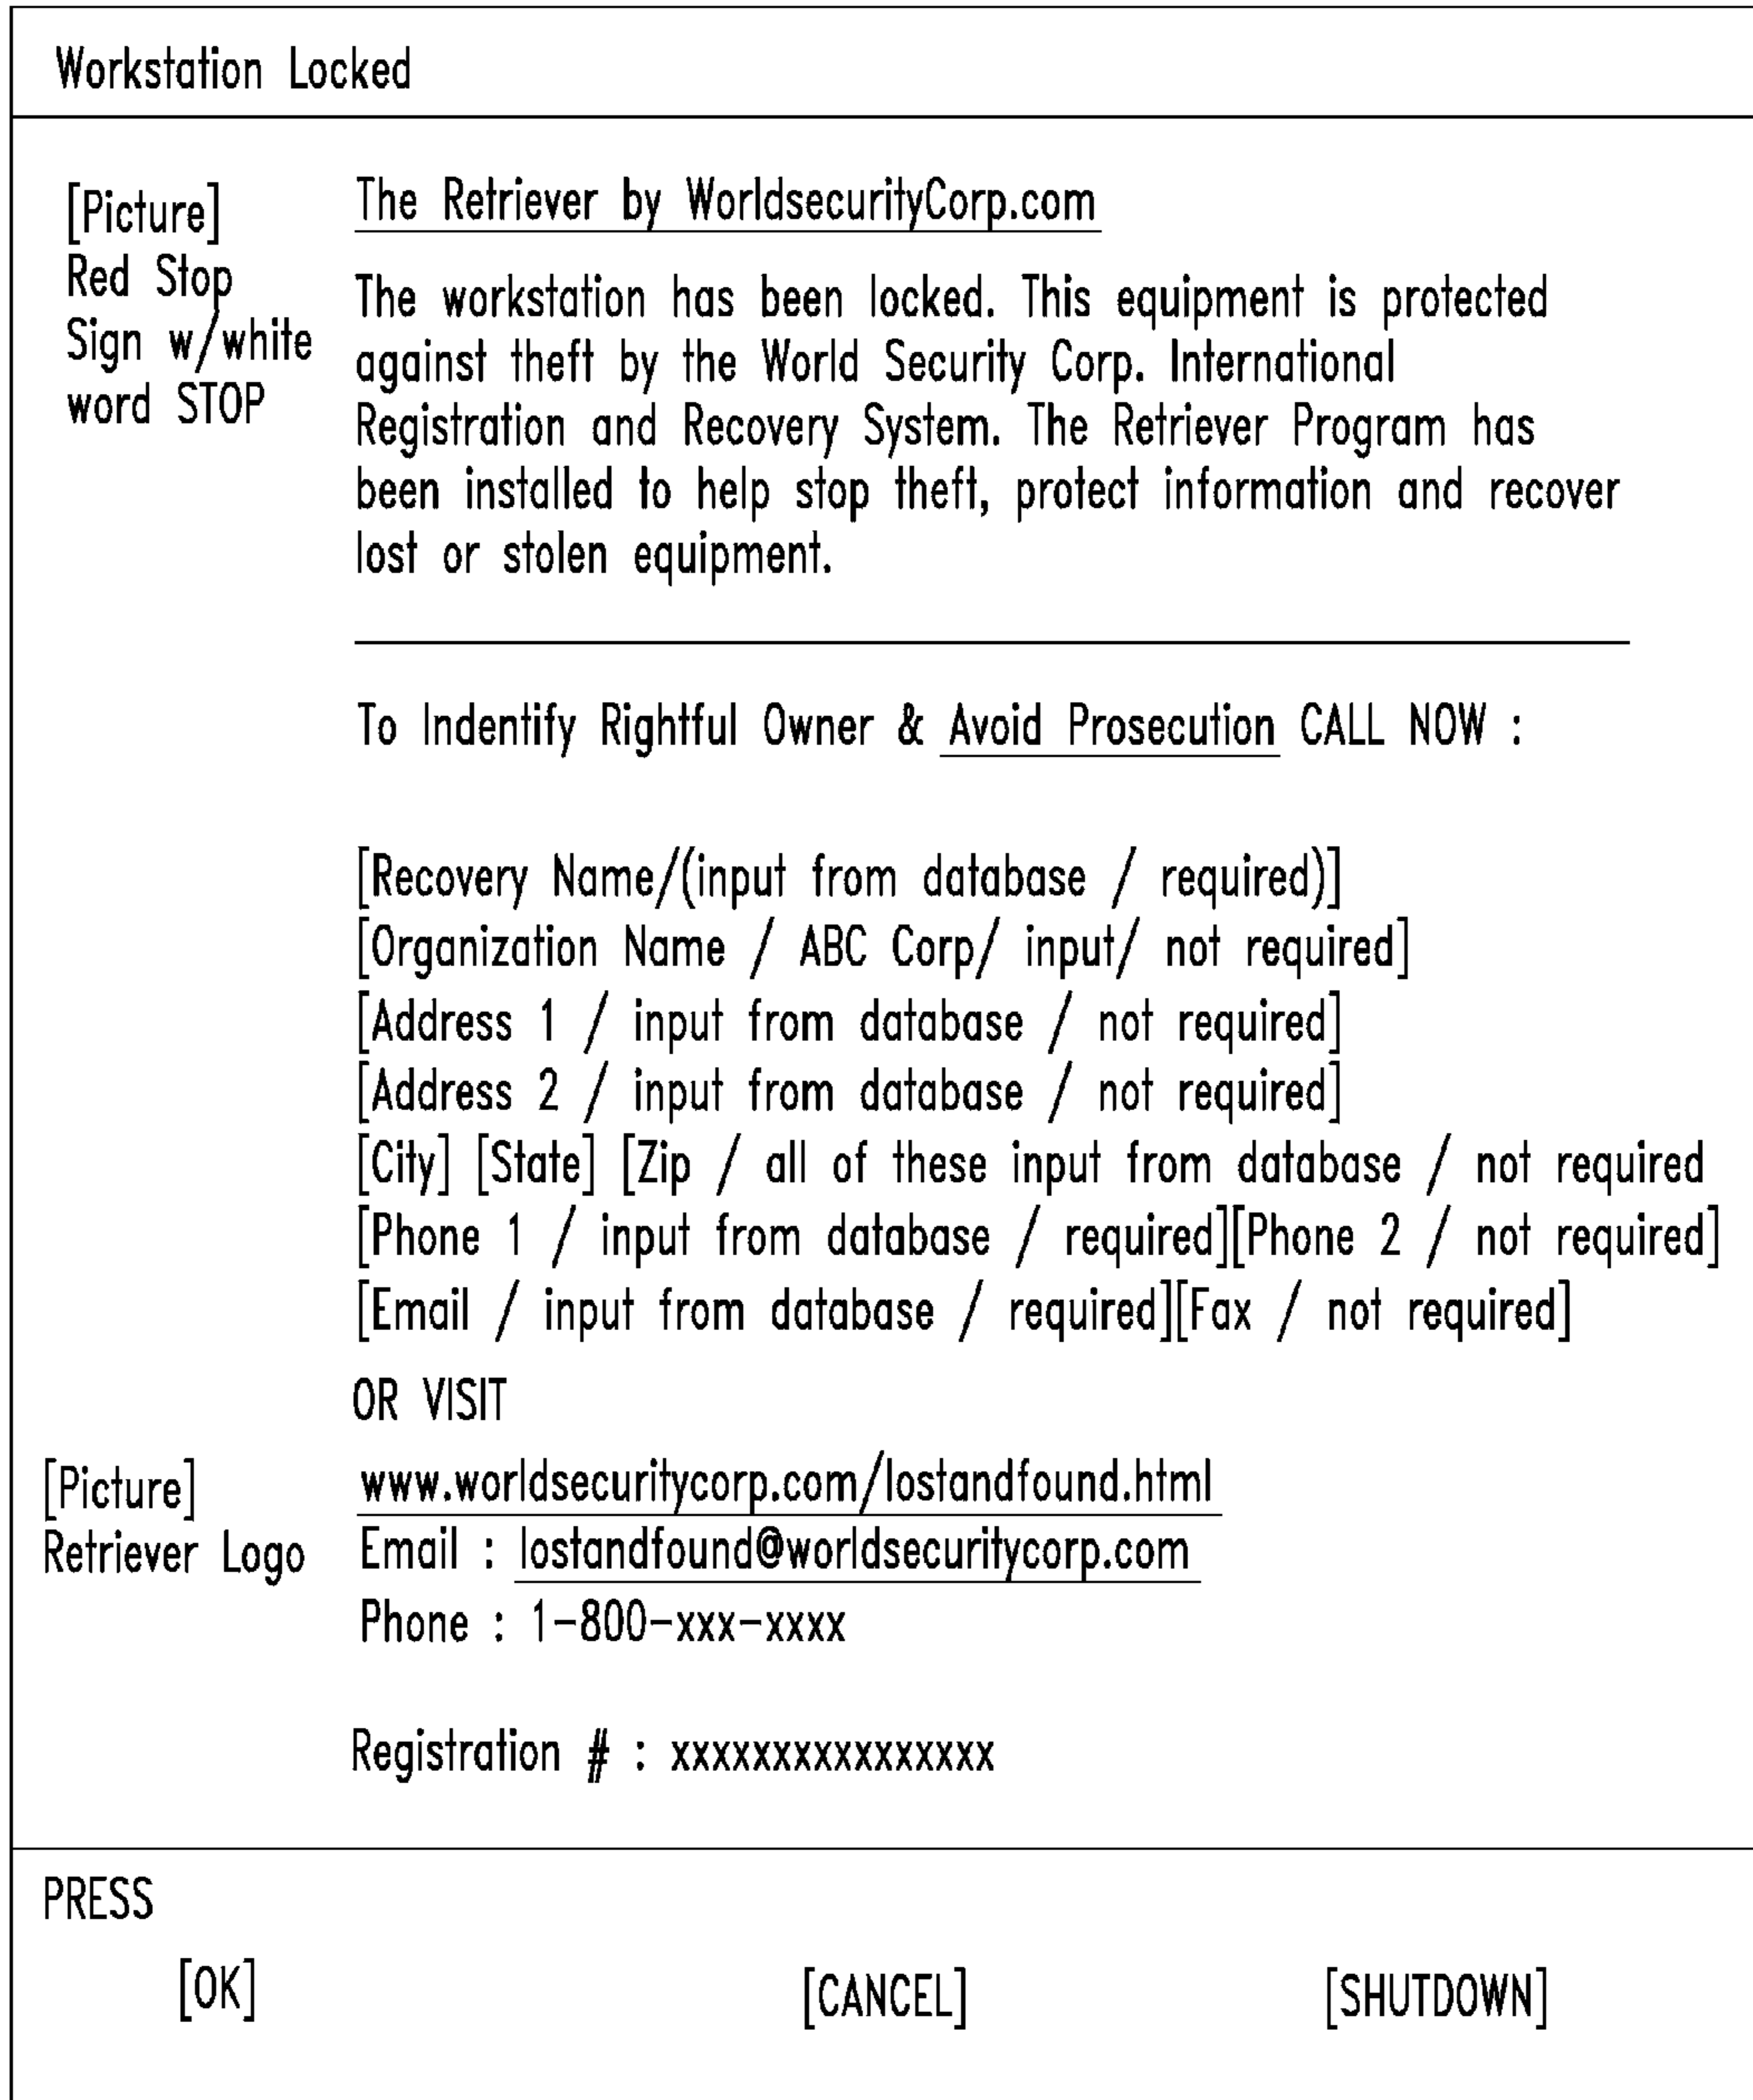 Workstation Locked
[Picture]
Red Stop
Sign w/white
word STOP
The Retriever by WorldsecurityCorp.com
The workstation has been locked. This equipment is protected
against theft by the World Security Corp. International
Registration and Recovery System. The Retriever Program has
been installed to help stop theft, protect information and recover
lost or stolen equipment.
To Indentify Rightful Owner & Avoid Prosecution CALL NOW :
[Recovery Name/(input from database / required)]
[Organization Name / ABC Corp/ input/ not required]
[Address 1 / input from database / not required]
[Address 2 / input from database / not required]
[City] [State] [Zip / all of these input from database / not required
[Phone 1 / input from database / required][Phone 2 / not required]
[Email / input from database / required][Fax / not required]
OR VISIT
[Picture]
Retriever Logo
www.worldsecuritycorp.com/lostandfound.html
Email : lostandfound@worldsecuritycorp.com
Phone : 1-800-xxx-xxxx
Registration # : xxxxxxxxxxxxxxxx
PRESS
[OK] [CANCEL] [SHUTDOWN]